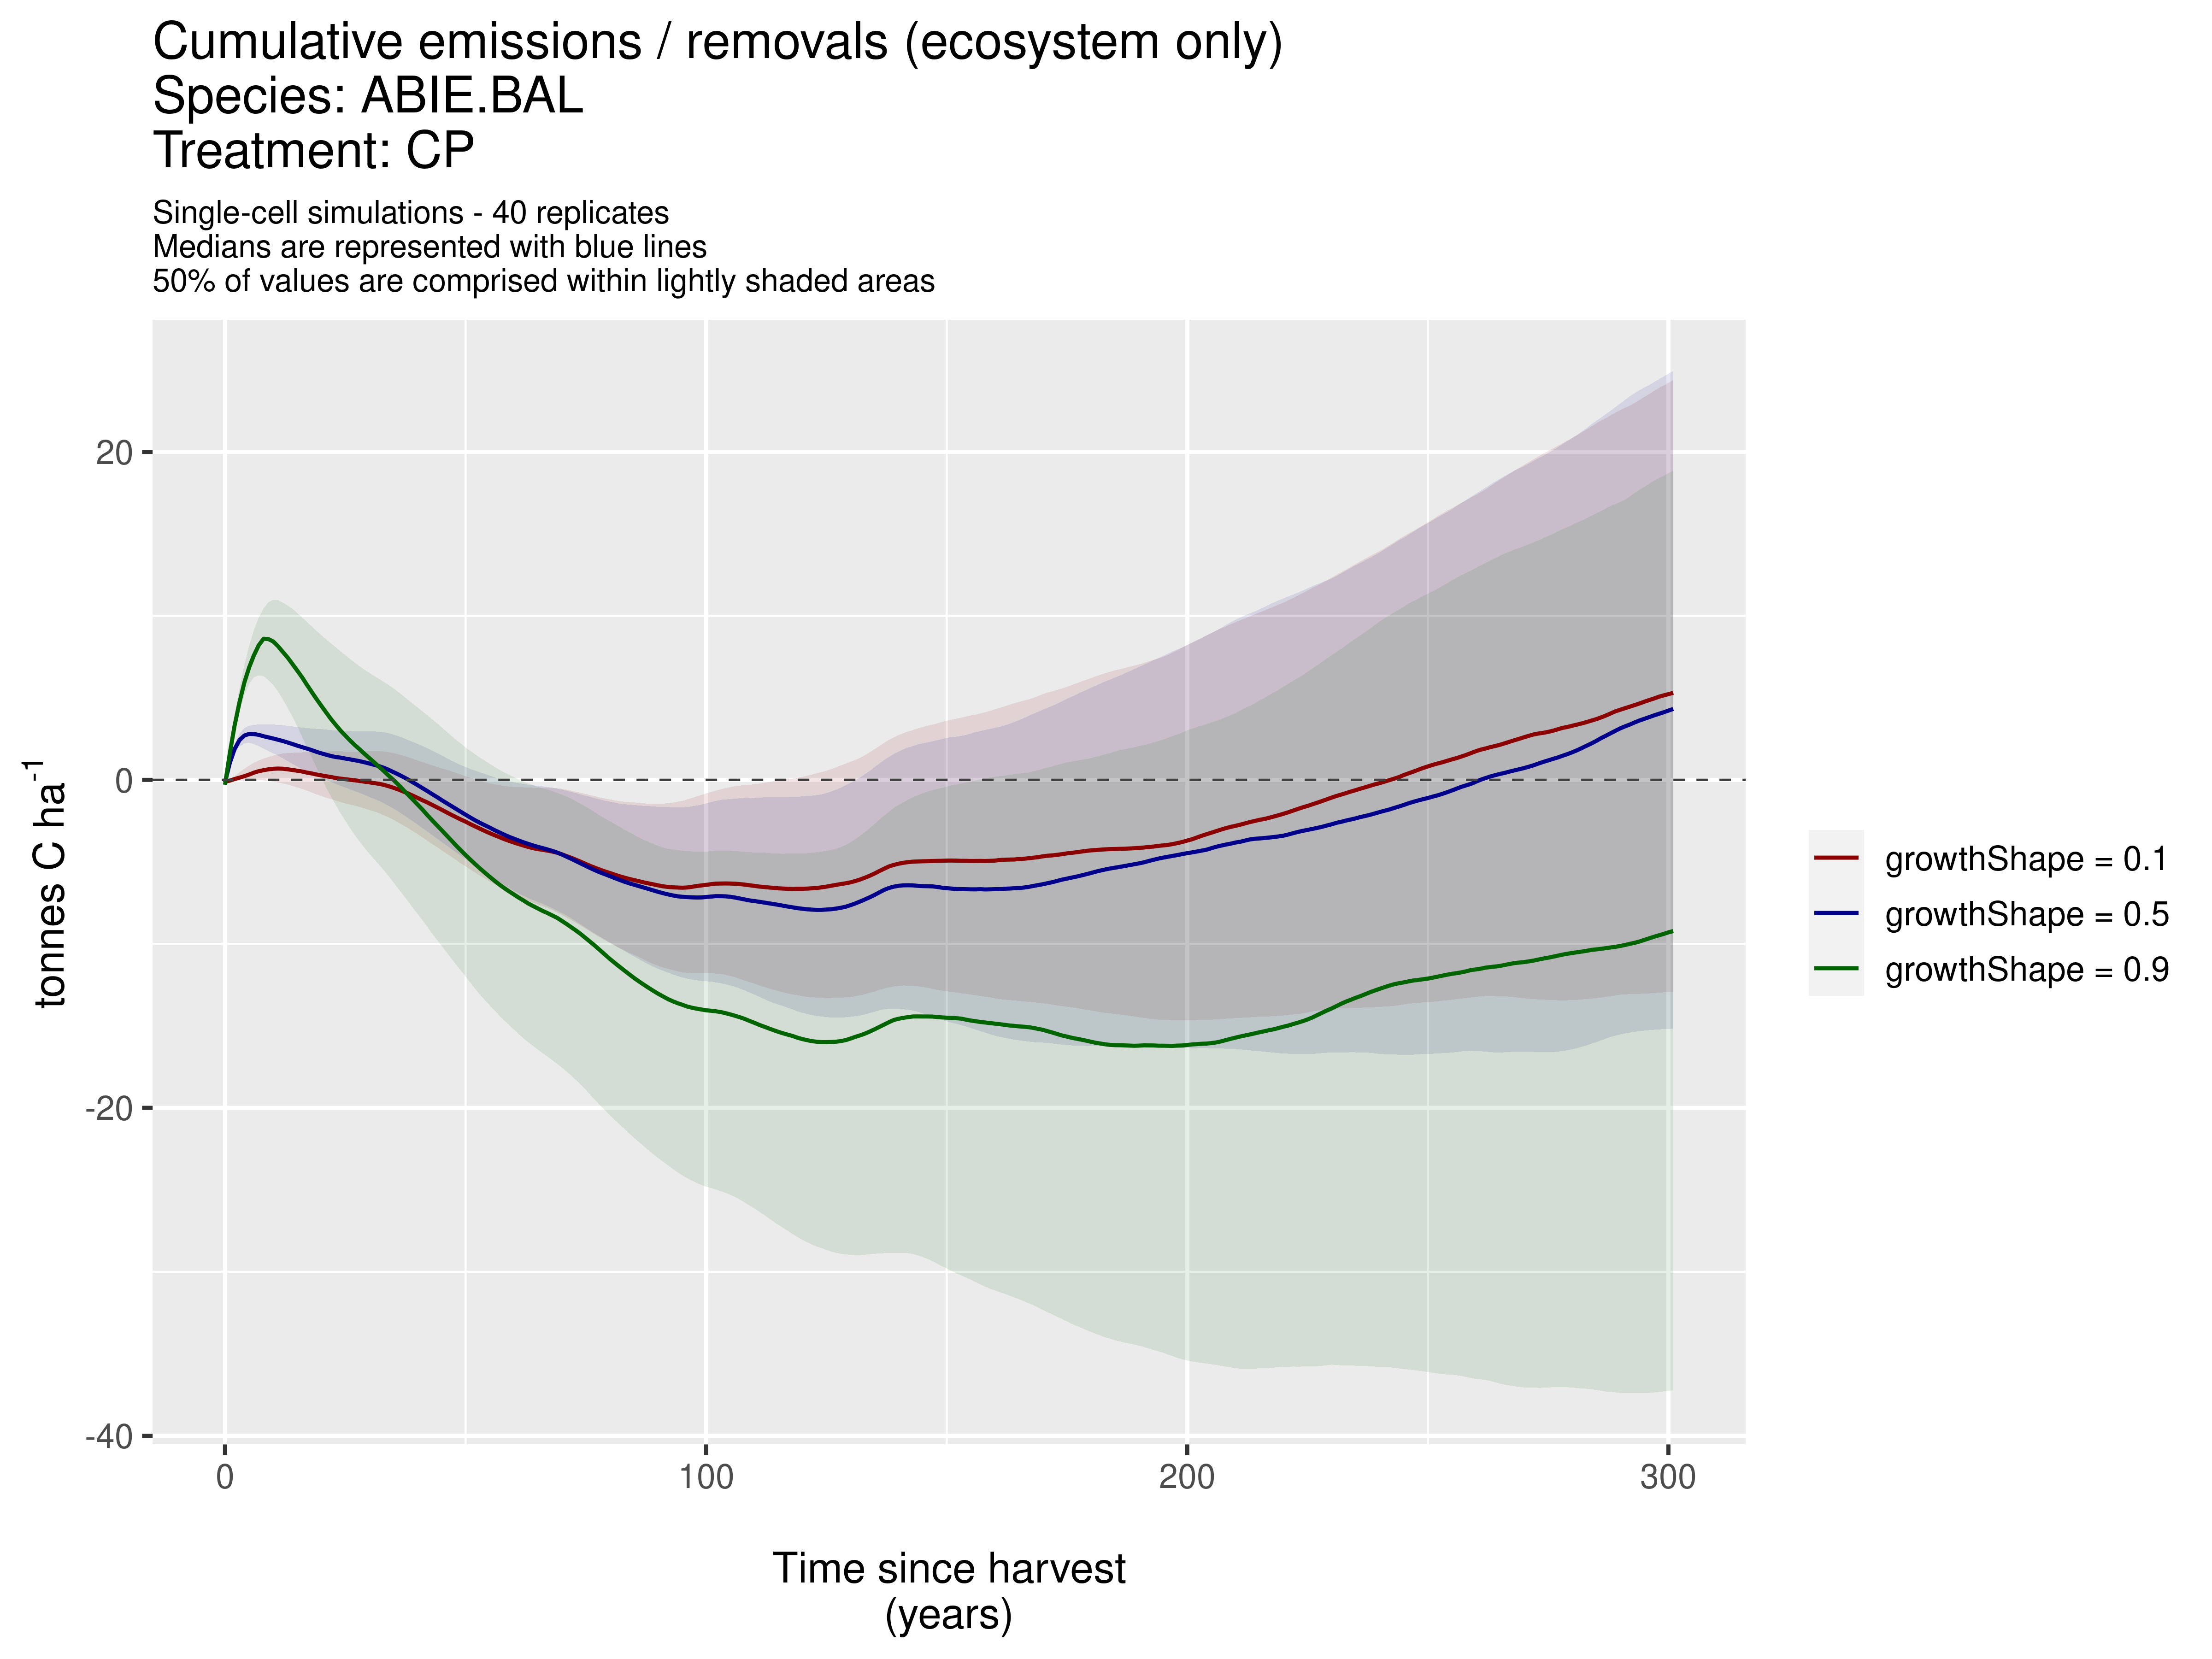 Cumulative emissions / removals (ecosystem only)
Species: ABIE.BAL
Treatment: CP
Single-cell simulations - 40 replicates
Medians are represented with blue lines
50% of values are comprised within lightly shaded areas
tonnes C ha-1
20
0
-20
-40
0
100
200
300
Time since harvest
(years)
growthShape = 0.1
growthShape = 0.5
growthShape = 0.9